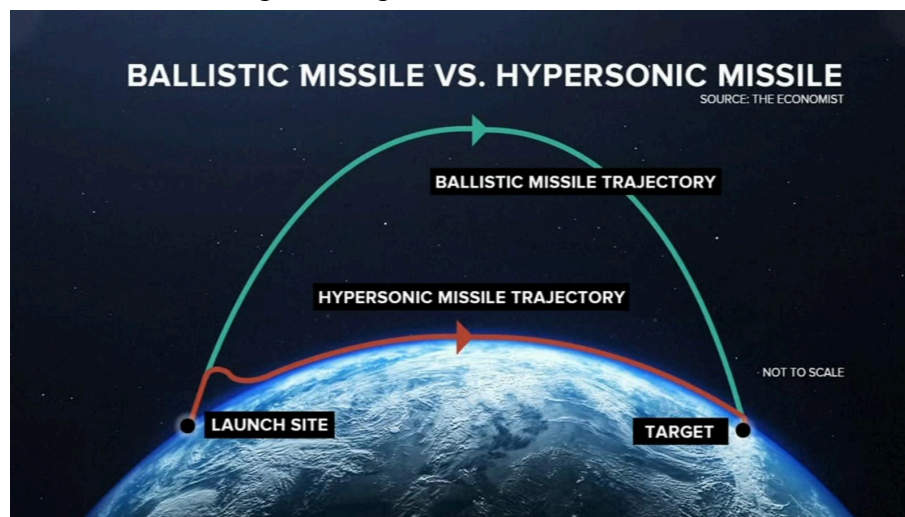 BALLISTIC MISSILE VS. HYPERSONIC MISSILE
SOURCE: THE ECONOMIST
BALLISTIC MISSILE TRAJECTORY
HYPERSONIC MISSILE TRAJECTORY
NOT TO SCALE
LAUNCH SITE
TARGET